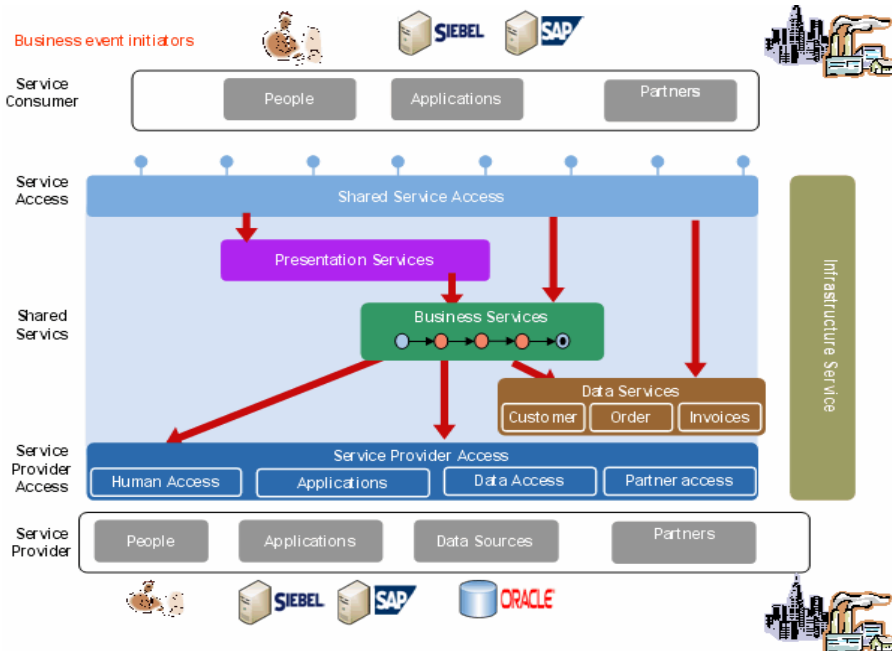 Business event initiators
SIEBEL
SAP
Service
Consumer
People
Applications
Partners
Service
Access
Shared Service Access
Presentation Services
Shared
Servics
Business Services
Data Services
Customer
Order
Invoices
Infrastructure Service
Service
Provider
Access
Service Provider Access
Human Access
Applications
Data Access
Partner access
Service
Provider
People
Applications
Data Sources
Partners
SIEBEL
SAP
ORACLE